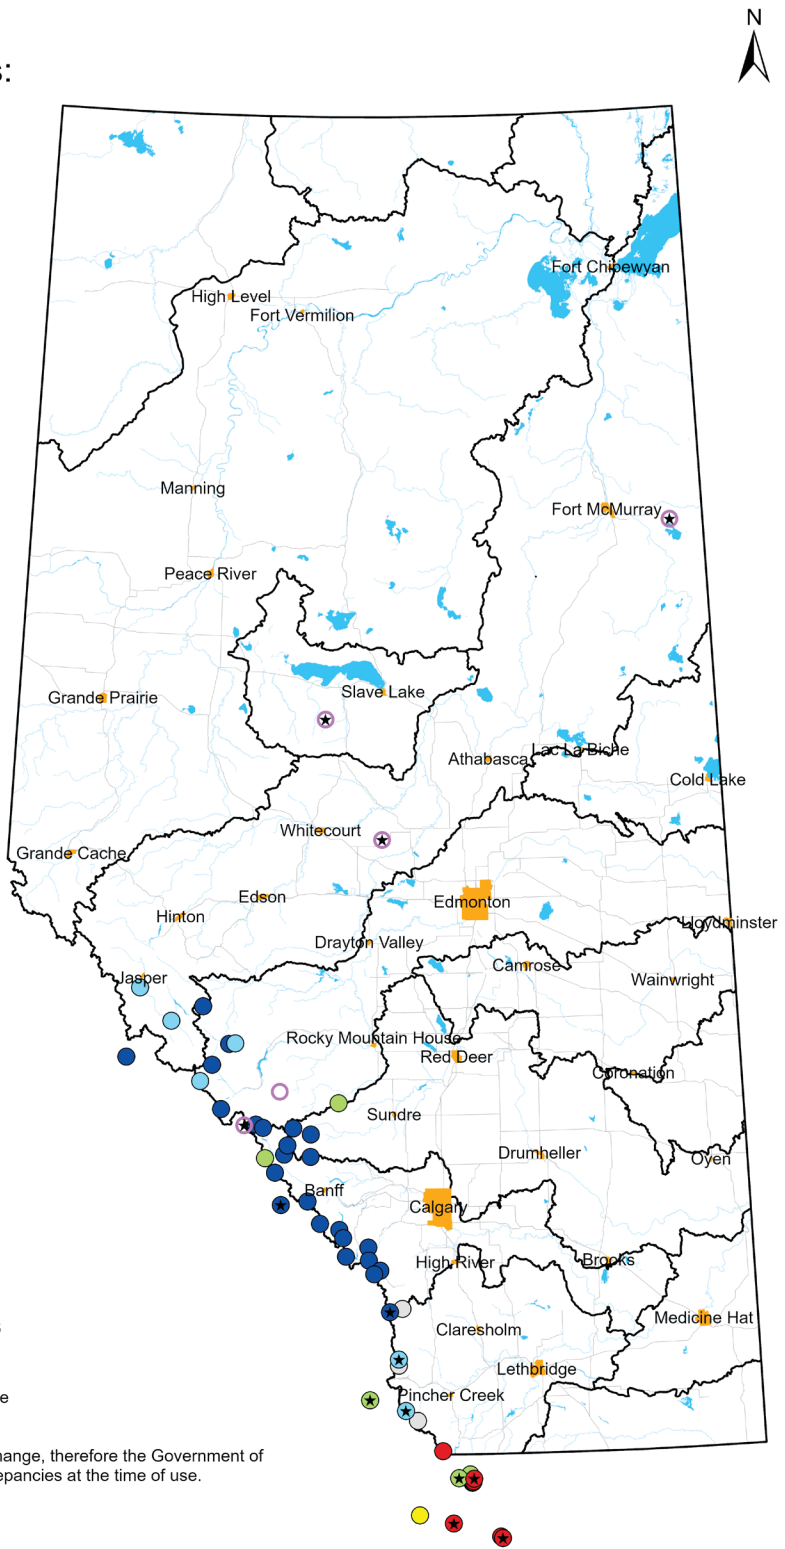 N
s:
Fort Chipewyan
High Level
Fort Vermilion
Manning
Fort McMurray
Peace River
Slave Lake
Grande Prairie
Lac La Biche
Athabasca
Cold Lake
Whitecourt
Grande Cache
Edson
Edmonton
Hinton
Lloydminster
Drayton Valley
Camrose
Jasper
Wainwright
Rocky Mountain House
Red Deer
Coronation
Sundre
Drumheller
Oyen
Banff
Calgary
High River
Brooks
Medicine Hat
Claresholm
Lethbridge
Pincher Creek
e
hange, therefore the Government of
epancies at the time of use.